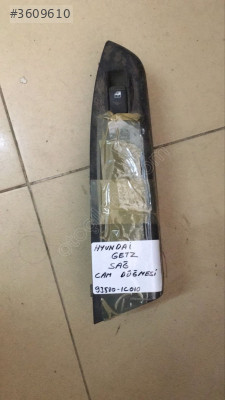 #3609610
HYUNDAI
GETZ
SAĞ
CAM DÜĞMESİ
93580-1C010